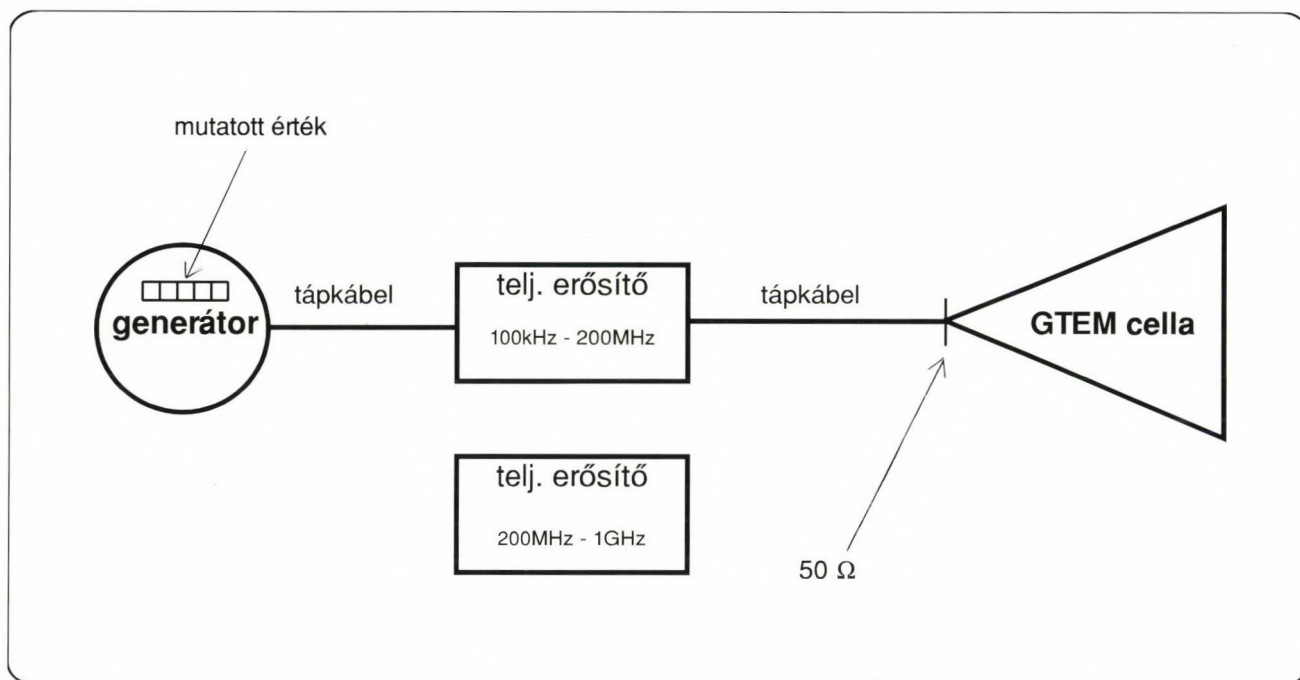 mutatott érték
generátor
tápkábel
telj. erősítő
100kHz - 200MHz
tápkábel
GTEM cella
telj. erősítő
200MHz - 1GHz
50 Ω